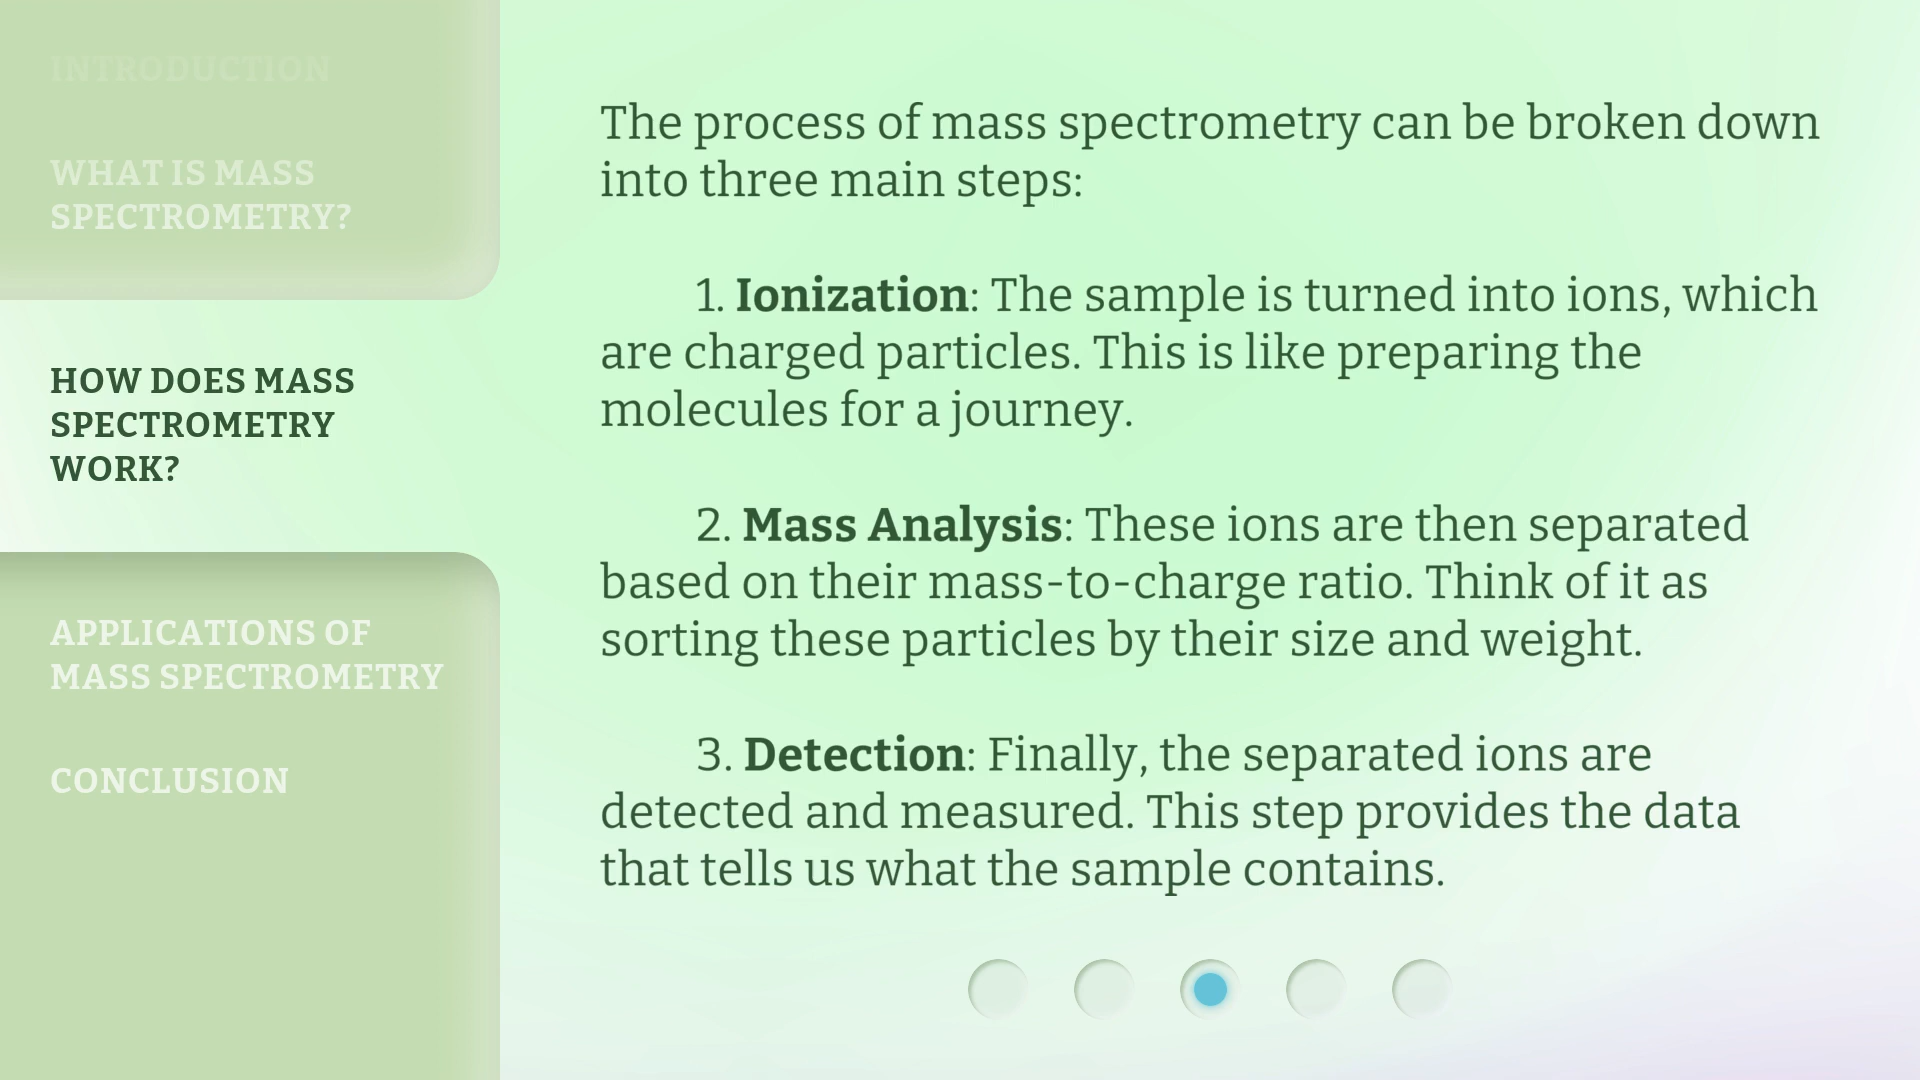 INTRODUCTION
WHAT IS MASS
SPECTROMETRY?
HOW DOES MASS
SPECTROMETRY
WORK?
APPLICATIONS OF
MASS SPECTROMETRY
CONCLUSION
The process of mass spectrometry can be broken down
into three main steps:
1. Ionization: The sample is turned into ions, which
are charged particles. This is like preparing the
molecules for a journey.
2. Mass Analysis: These ions are then separated
based on their mass-to-charge ratio. Think of it as
sorting these particles by their size and weight.
3. Detection: Finally, the separated ions are
detected and measured. This step provides the data
that tells us what the sample contains.